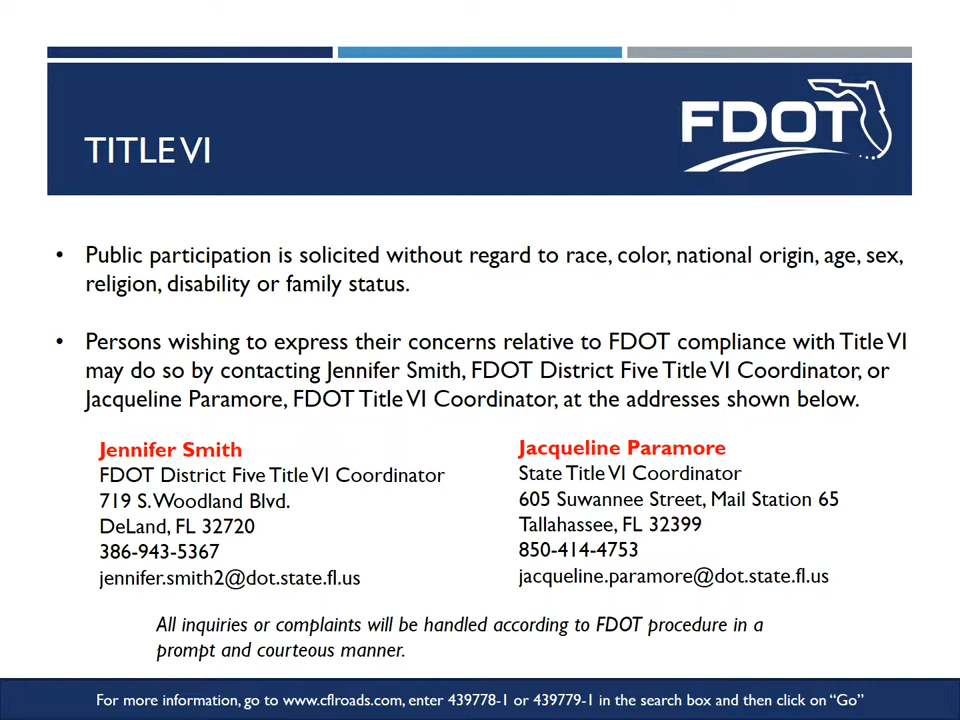 TITLE VI
FDOT
• Public participation is solicited without regard to race, color, national origin, age, sex,
religion, disability or family status.
• Persons wishing to express their concerns relative to FDOT compliance with Title VI
may do so by contacting Jennifer Smith, FDOT District Five Title VI Coordinator, or
Jacqueline Paramore, FDOT Title VI Coordinator, at the addresses shown below.
Jennifer Smith
FDOT District Five Title VI Coordinator
719 S. Woodland Blvd.
DeLand, FL 32720
386-943-5367
jennifer.smith2@dot.state.fl.us
Jacqueline Paramore
State Title VI Coordinator
605 Suwannee Street, Mail Station 65
Tallahassee, FL 32399
850-414-4753
jacqueline.paramore@dot.state.fl.us
All inquiries or complaints will be handled according to FDOT procedure in a
prompt and courteous manner.
For more information, go to www.cflroads.com, enter 439778-1 or 439779-1 in the search box and then click on “Go”